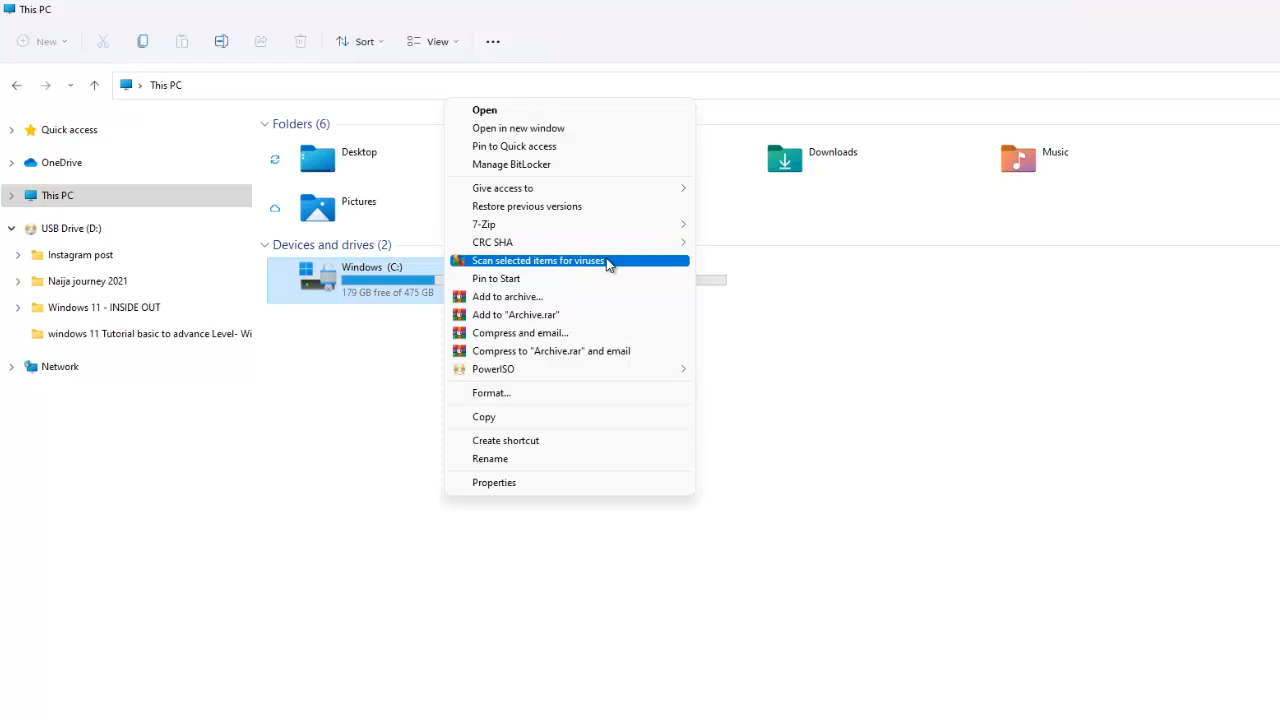 This PC
New
Sort
View
This PC
Quick access
OneDrive
This PC
USB Drive (D:)
Instagram post
Naija journey 2021
Windows 11 - INSIDE OUT
windows 11 Tutorial basic to advance Level- Wi
Network
Folders (6)
Desktop
Downloads
Music
Pictures
Devices and drives (2)
Windows (C:)
179 GB free of 475 GB
Open
Open in new window
Pin to Quick access
Manage BitLocker
Give access to
Restore previous versions
7-Zip
CRC SHA
Scan selected items for viruses
Pin to Start
Add to archive...
Add to "Archive.rar"
Compress and email...
Compress to "Archive.rar" and email
PowerISO
Format...
Copy
Create shortcut
Rename
Properties